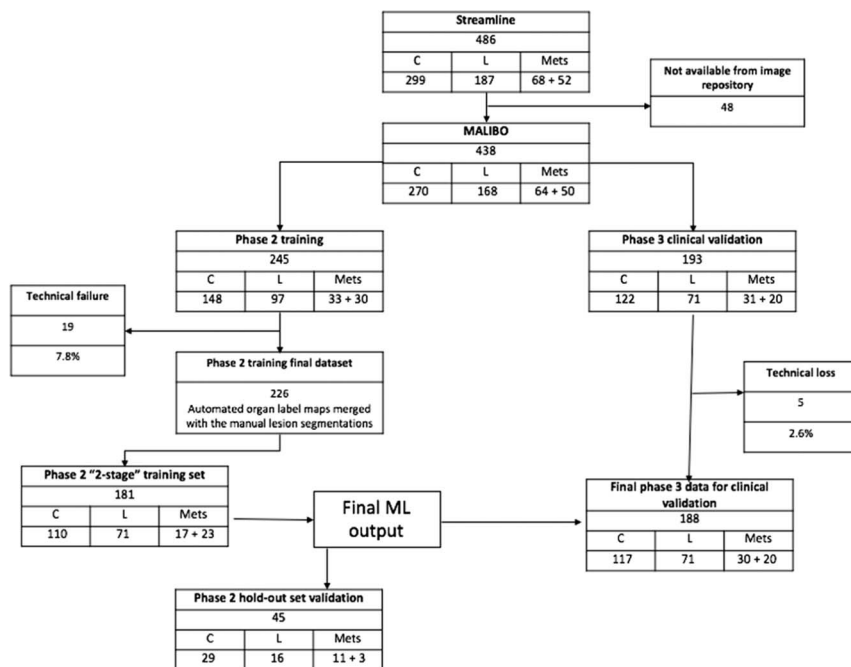 Streamline
486
C L Mets
299 187 68 + 52
Not available from image
repository
48
MALIBO
438
C L Mets
270 168 64 + 50
Phase 2 training
245
C L Mets
148 97 33 + 30
Phase 3 clinical validation
193
C L Mets
122 71 31 + 20
Technical failure
19
7.8%
Phase 2 training final dataset
226
Automated organ label maps merged
with the manual lesion segmentations
Technical loss
5
2.6%
Phase 2 "2-stage" training set
181
C L Mets
110 71 17 + 23
Final ML
output
Final phase 3 data for clinical
validation
188
C L Mets
117 71 30 + 20
Phase 2 hold-out set validation
45
C L Mets
29 16 11 + 3